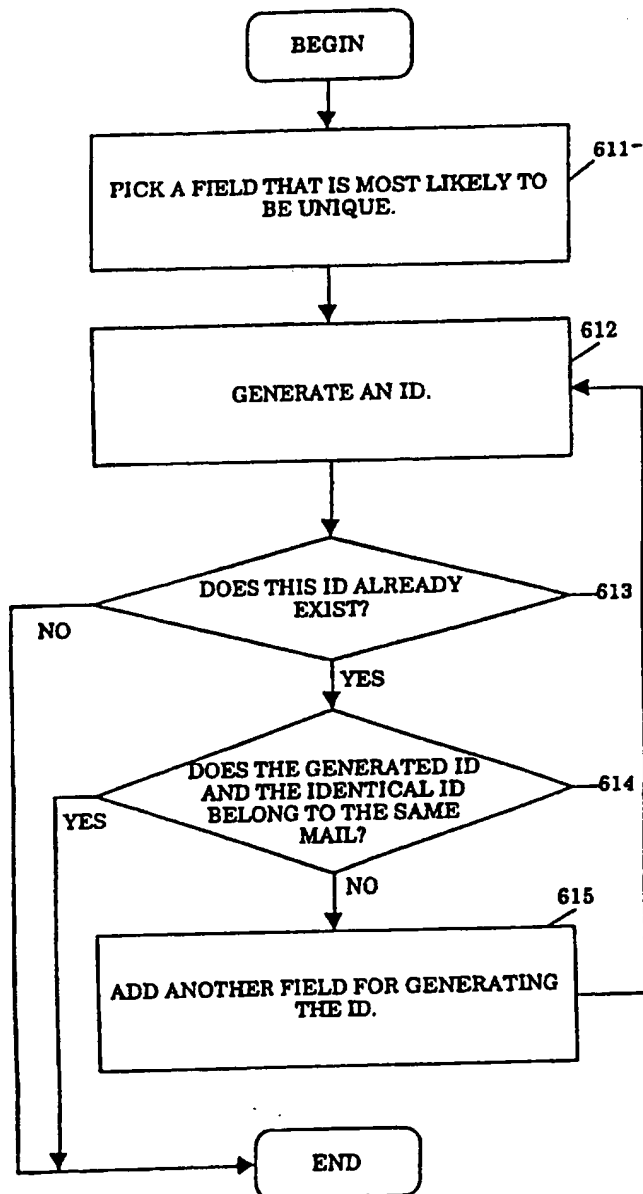 BEGIN
611
PICK A FIELD THAT IS MOST LIKELY TO
BE UNIQUE.
612
GENERATE AN ID.
DOES THIS ID ALREADY
EXIST?
613
NO
YES
DOES THE GENERATED ID
AND THE IDENTICAL ID
BELONG TO THE SAME
MAIL?
614
YES
NO
615
ADD ANOTHER FIELD FOR GENERATING
THE ID.
END